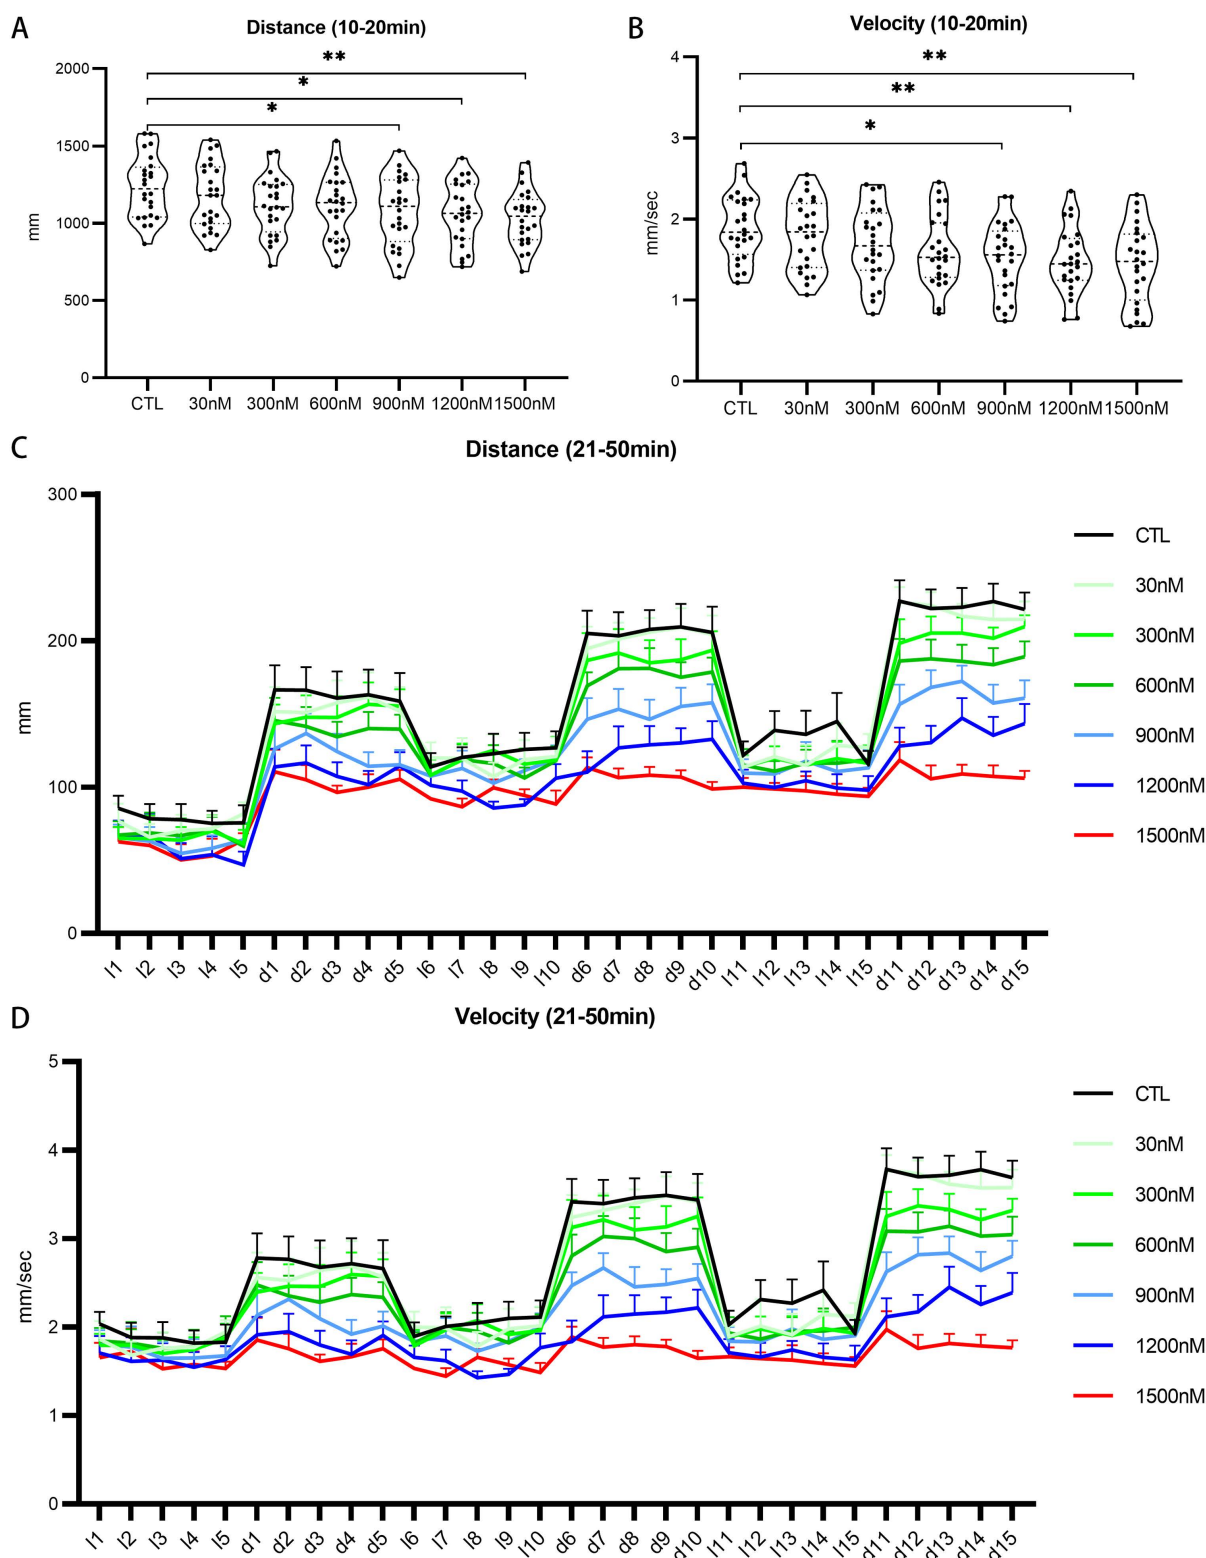 A
Distance (10-20min)
**
*
*
2000
1500
1000
500
0
mm
CTL 30nM 300nM 600nM 900nM 1200nM 1500nM
B
Velocity (10-20min)
**
**
*
4
3
2
1
0
mm/sec
CTL 30nM 300nM 600nM 900nM 1200nM 1500nM
C
Distance (21-50min)
300
200
100
0
mm
l1 l2 l3 l4 l5 d1 d2 d3 d4 d5 l6 l7 l8 l9 l10 d6 d7 d8 d9 d10 l11 l12 l13 l14 l15 d11 d12 d13 d14 d15
CTL
30nM
300nM
600nM
900nM
1200nM
1500nM
D
Velocity (21-50min)
5
4
3
2
1
0
mm/sec
l1 l2 l3 l4 l5 d1 d2 d3 d4 d5 l6 l7 l8 l9 l10 d6 d7 d8 d9 d10 l11 l12 l13 l14 l15 d11 d12 d13 d14 d15
CTL
30nM
300nM
600nM
900nM
1200nM
1500nM